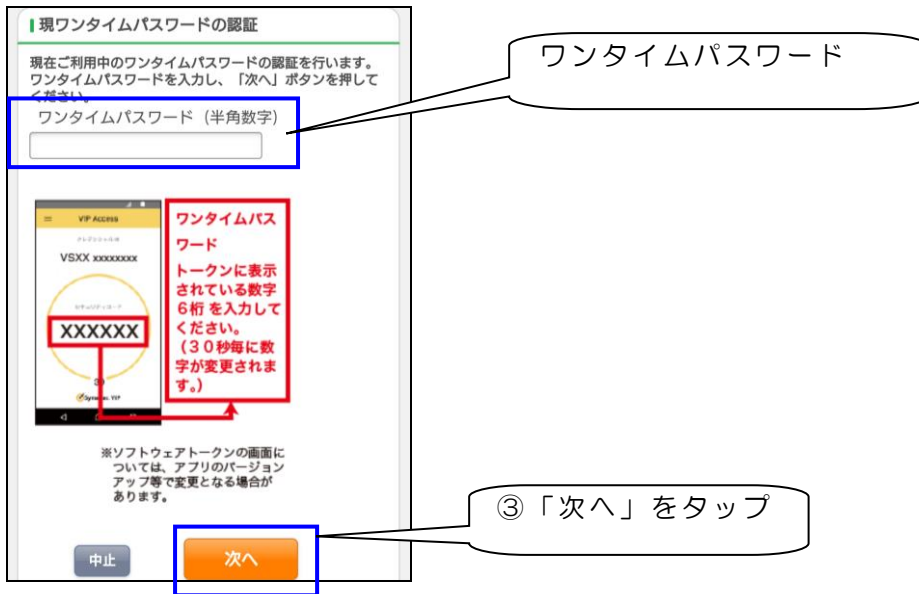 現ワンタイムパスワードの認証
現在ご利用中のワンタイムパスワードの認証を行います。
ワンタイムパスワードを入力し、「次へ」ボタンを押して
ください。
ワンタイムパスワード（半角数字）
ワンタイムパスワード
VIP Access
VSXX xxxxxxxx
XXXXXX
30
ワンタイムパス
ワード
トークンに表示
されている数字
６桁 を入力して
ください。
（３０秒毎に数
字が変更されま
す。）
※ソフトウェアトークンの画面に
ついては、アプリのバージョン
アップ等で変更となる場合が
あります。
③「次へ」をタップ
中止
次へ